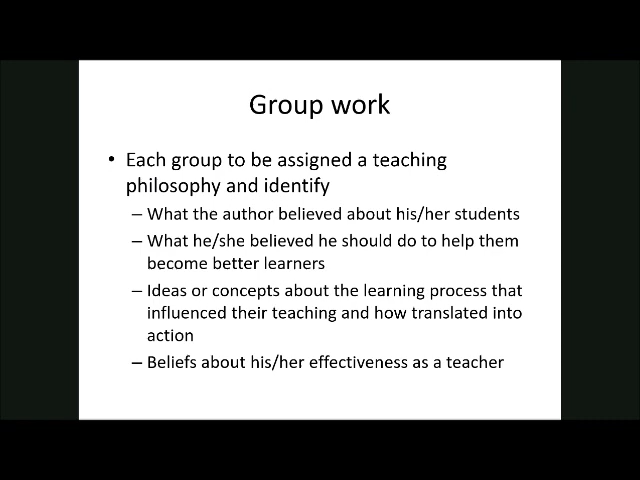 Group work
• Each group to be assigned a teaching
philosophy and identify
– What the author believed about his/her students
– What he/she believed he should do to help them
become better learners
– Ideas or concepts about the learning process that
influenced their teaching and how translated into
action
– Beliefs about his/her effectiveness as a teacher